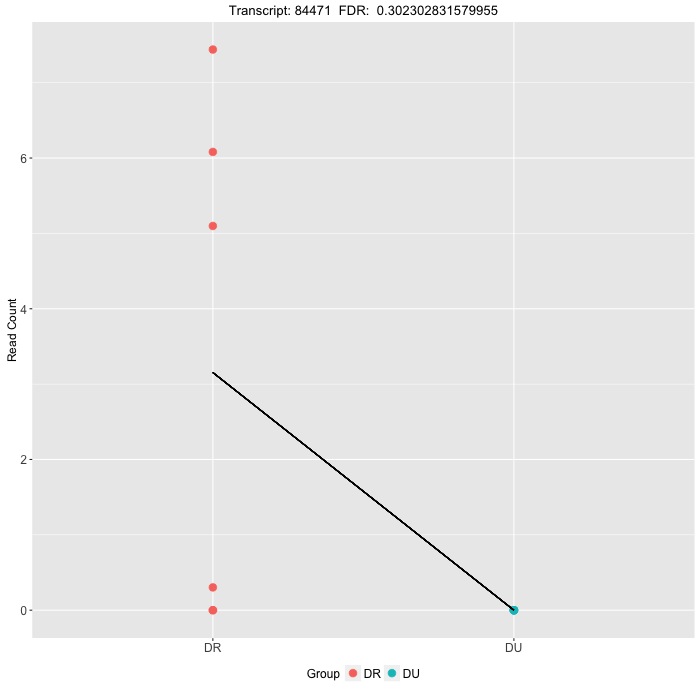 Transcript: 84471  FDR:  0.302302831579955
Read Count
6
4
2
0
DR DU
Group DR DU